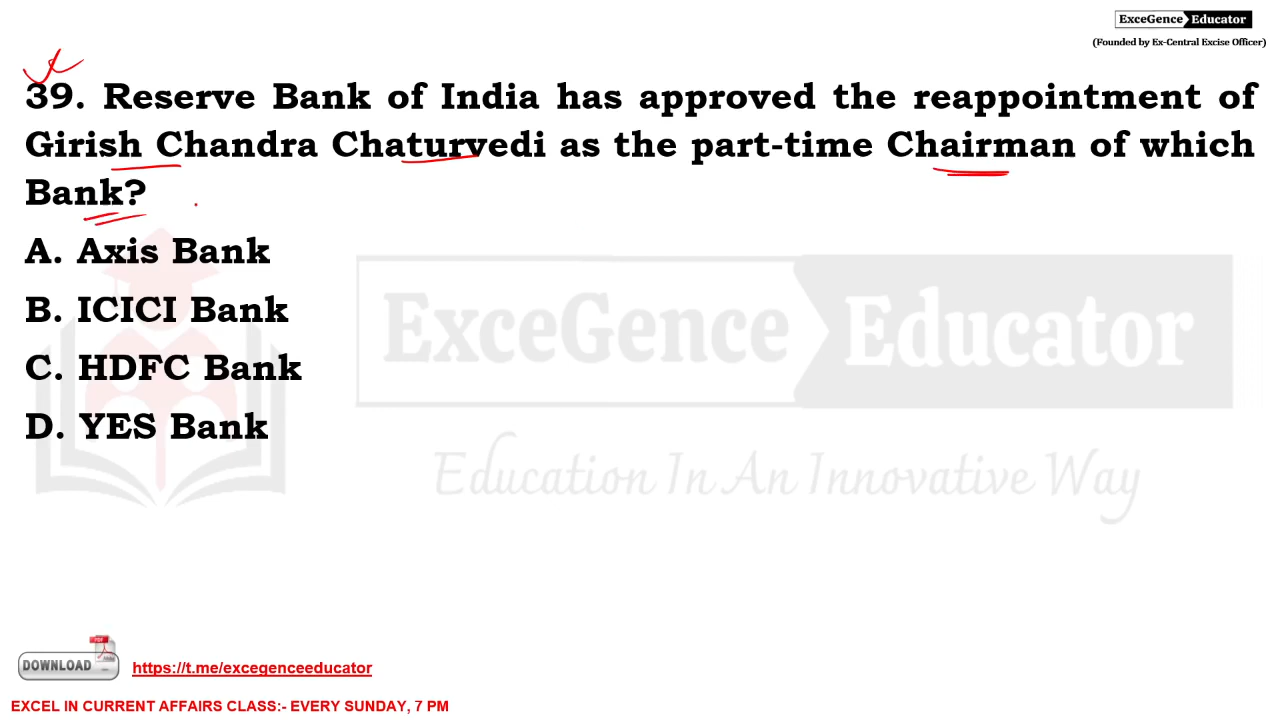 ExceGence Educator
(Founded by Ex-Central Excise Officer)
39. Reserve Bank of India has approved the reappointment of
Girish Chandra Chaturvedi as the part-time Chairman of which
Bank?
A. Axis Bank
B. ICICI Bank
C. HDFC Bank
D. YES Bank
ExceGence Educator
Education In An Innovative Way
PDF
DOWNLOAD
https://t.me/excegenceeducator
EXCEL IN CURRENT AFFAIRS CLASS:- EVERY SUNDAY, 7 PM